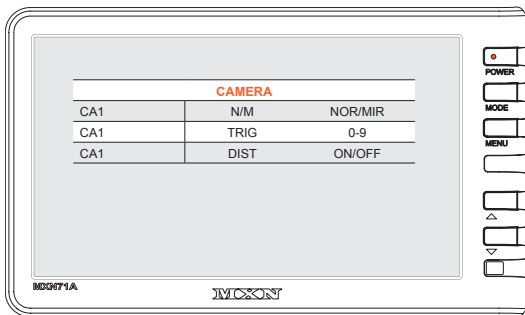 CAMERA
CA1 N/M NOR/MIR
CA1 TRIG 0-9
CA1 DIST ON/OFF
POWER
MODE
MENU
MXN71A
MXN